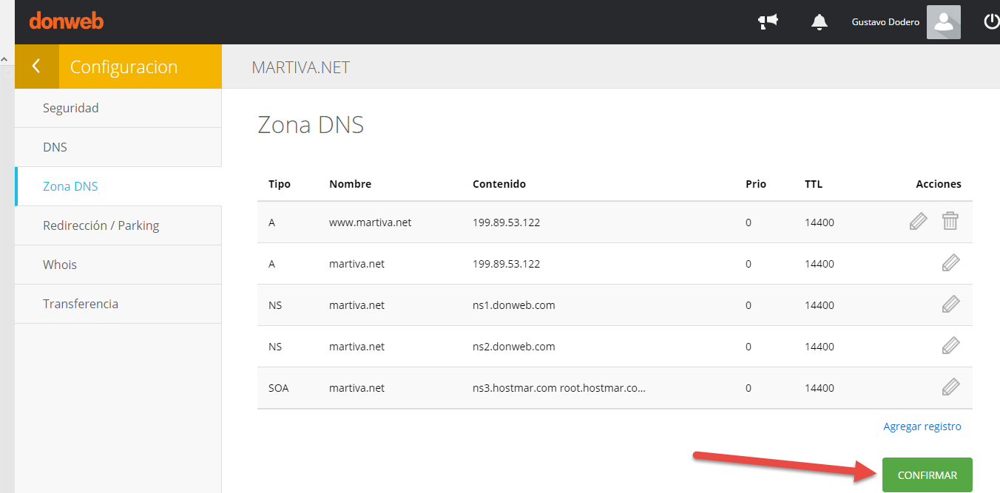 donweb
Gustavo Dodero
Configuracion
MARTIVA.NET
Seguridad
DNS
Zona DNS
Redirección / Parking
Whois
Transferencia
Zona DNS
Tipo Nombre Contenido Prio TTL Acciones
A www.martiva.net 199.89.53.122 0 14400
A martiva.net 199.89.53.122 0 14400
NS martiva.net ns1.donweb.com 0 14400
NS martiva.net ns2.donweb.com 0 14400
SOA martiva.net ns3.hostmar.com root.hostmar.co... 0 14400
Agregar registro
CONFIRMAR